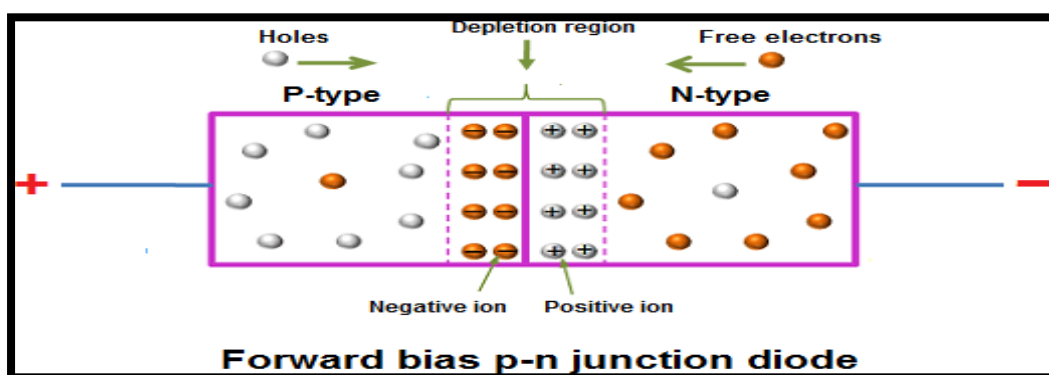 Depletion region
Holes
Free electrons
P-type
N-type
+
−
Negative ion
Positive ion
Forward bias p-n junction diode